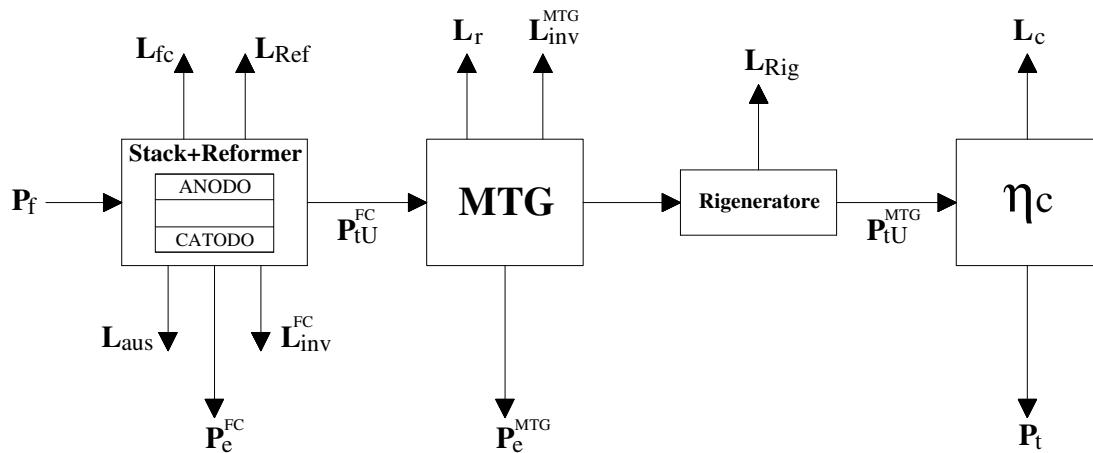 L_fc L_Ref L_r L_inv^MTG L_Rig L_c
Stack+Reformer
ANODO
CATODO
P_f
P_tU^FC
MTG
Rigeneratore
P_tU^MTG
ηc
L_aus L_inv^FC
P_e^FC P_e^MTG P_t